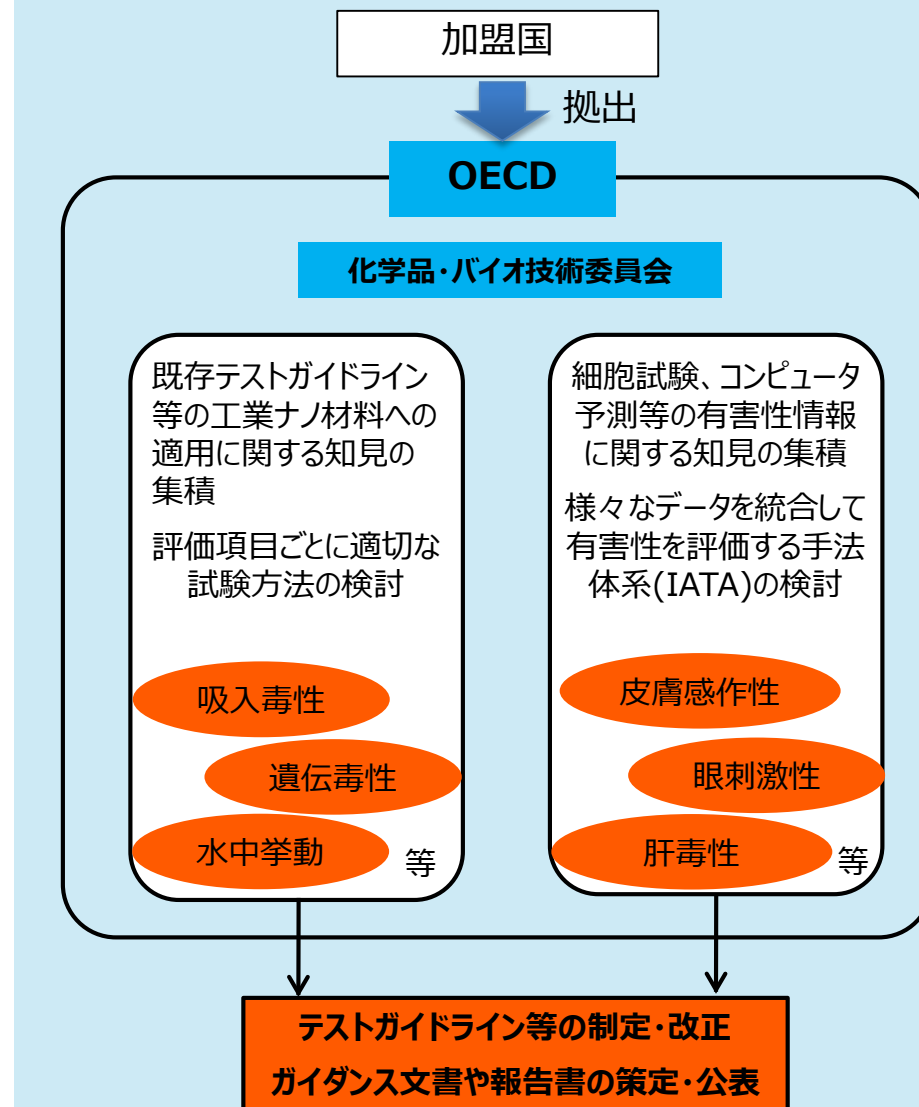 加盟国
拠出
OECD
化学品・バイオ技術委員会
既存テストガイドライン
等の工業ナノ材料への
適用に関する知見の
集積
評価項目ごとに適切な
試験方法の検討
吸入毒性
遺伝毒性
水中挙動
等
細胞試験、コンピュータ
予測等の有害性情報
に関する知見の集積
様々なデータを統合して
有害性を評価する手法
体系(IATA)の検討
皮膚感作性
眼刺激性
肝毒性
等
テストガイドライン等の制定・改正
ガイダンス文書や報告書の策定・公表